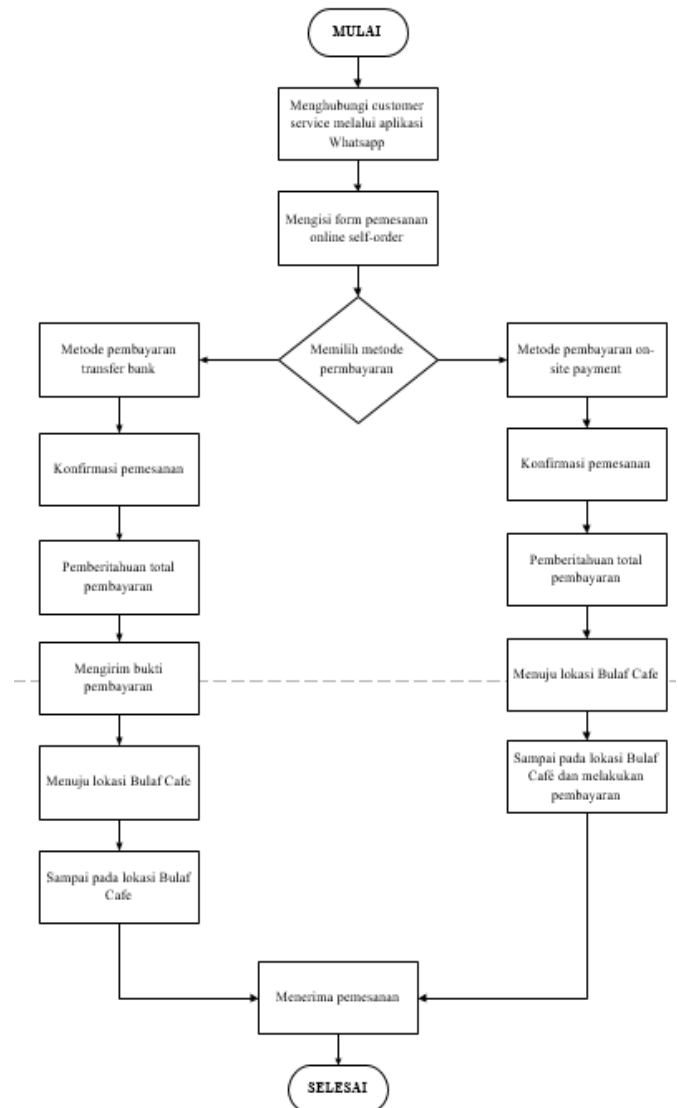 MULAI
Menghubungi customer
service melalui aplikasi
Whatsapp
Mengisi form pemesanan
online self-order
Memilih metode
permbayaran
Metode pembayaran
transfer bank
Konfirmasi pemesanan
Pemberitahuan total
pembayaran
Mengirim bukti
pembayaran
Menuju lokasi Bulaf Cafe
Sampai pada lokasi Bulaf
Cafe
Metode pembayaran on-
site payment
Konfirmasi pemesanan
Pemberitahuan total
pembayaran
Menuju lokasi Bulaf Cafe
Sampai pada lokasi Bulaf
Café dan melakukan
pembayaran
Menerima pemesanan
SELESAI